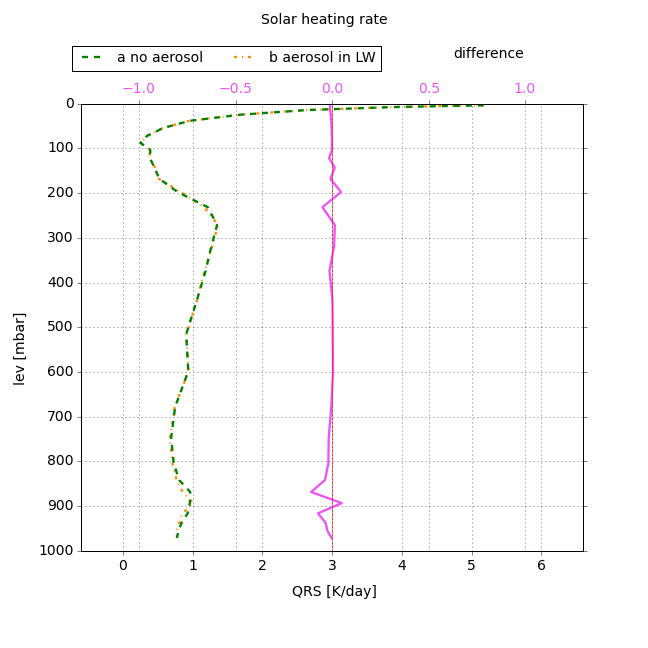 Solar heating rate
a no aerosol b aerosol in LW
difference
−1.0 −0.5 0.0 0.5 1.0
0
100
200
300
400
500
600
700
800
900
1000
lev [mbar]
0 1 2 3 4 5 6
QRS [K/day]